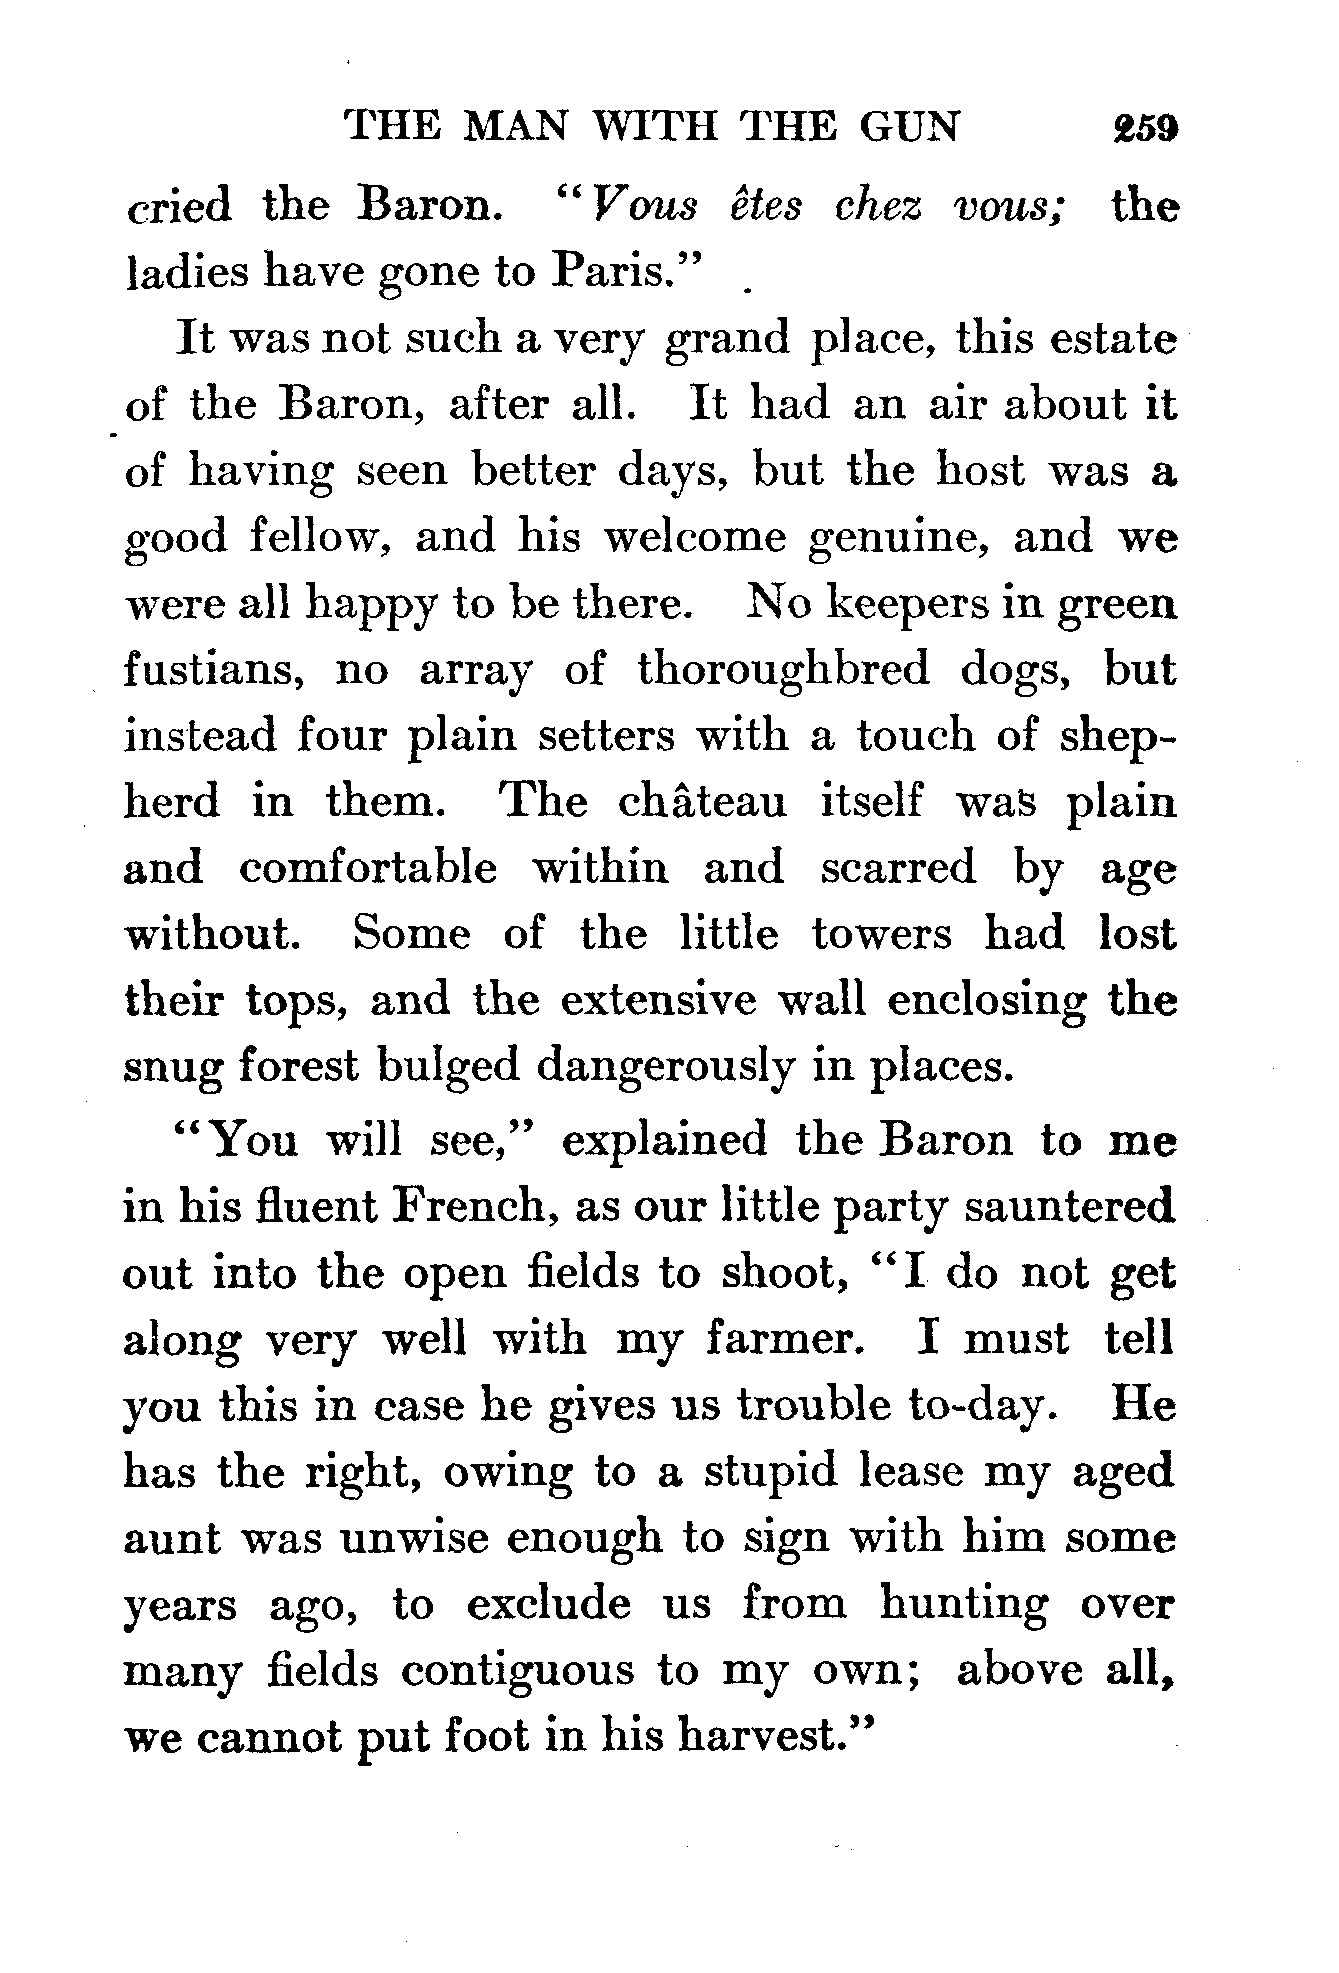 THE MAN WITH THE GUN 259
cried the Baron. “Vous êtes chez vous; the
ladies have gone to Paris.”
It was not such a very grand place, this estate
of the Baron, after all. It had an air about it
of having seen better days, but the host was a
good fellow, and his welcome genuine, and we
were all happy to be there. No keepers in green
fustians, no array of thoroughbred dogs, but
instead four plain setters with a touch of shep-
herd in them. The château itself was plain
and comfortable within and scarred by age
without. Some of the little towers had lost
their tops, and the extensive wall enclosing the
snug forest bulged dangerously in places.
“You will see,” explained the Baron to me
in his fluent French, as our little party sauntered
out into the open fields to shoot, “I do not get
along very well with my farmer. I must tell
you this in case he gives us trouble to-day. He
has the right, owing to a stupid lease my aged
aunt was unwise enough to sign with him some
years ago, to exclude us from hunting over
many fields contiguous to my own; above all,
we cannot put foot in his harvest.”